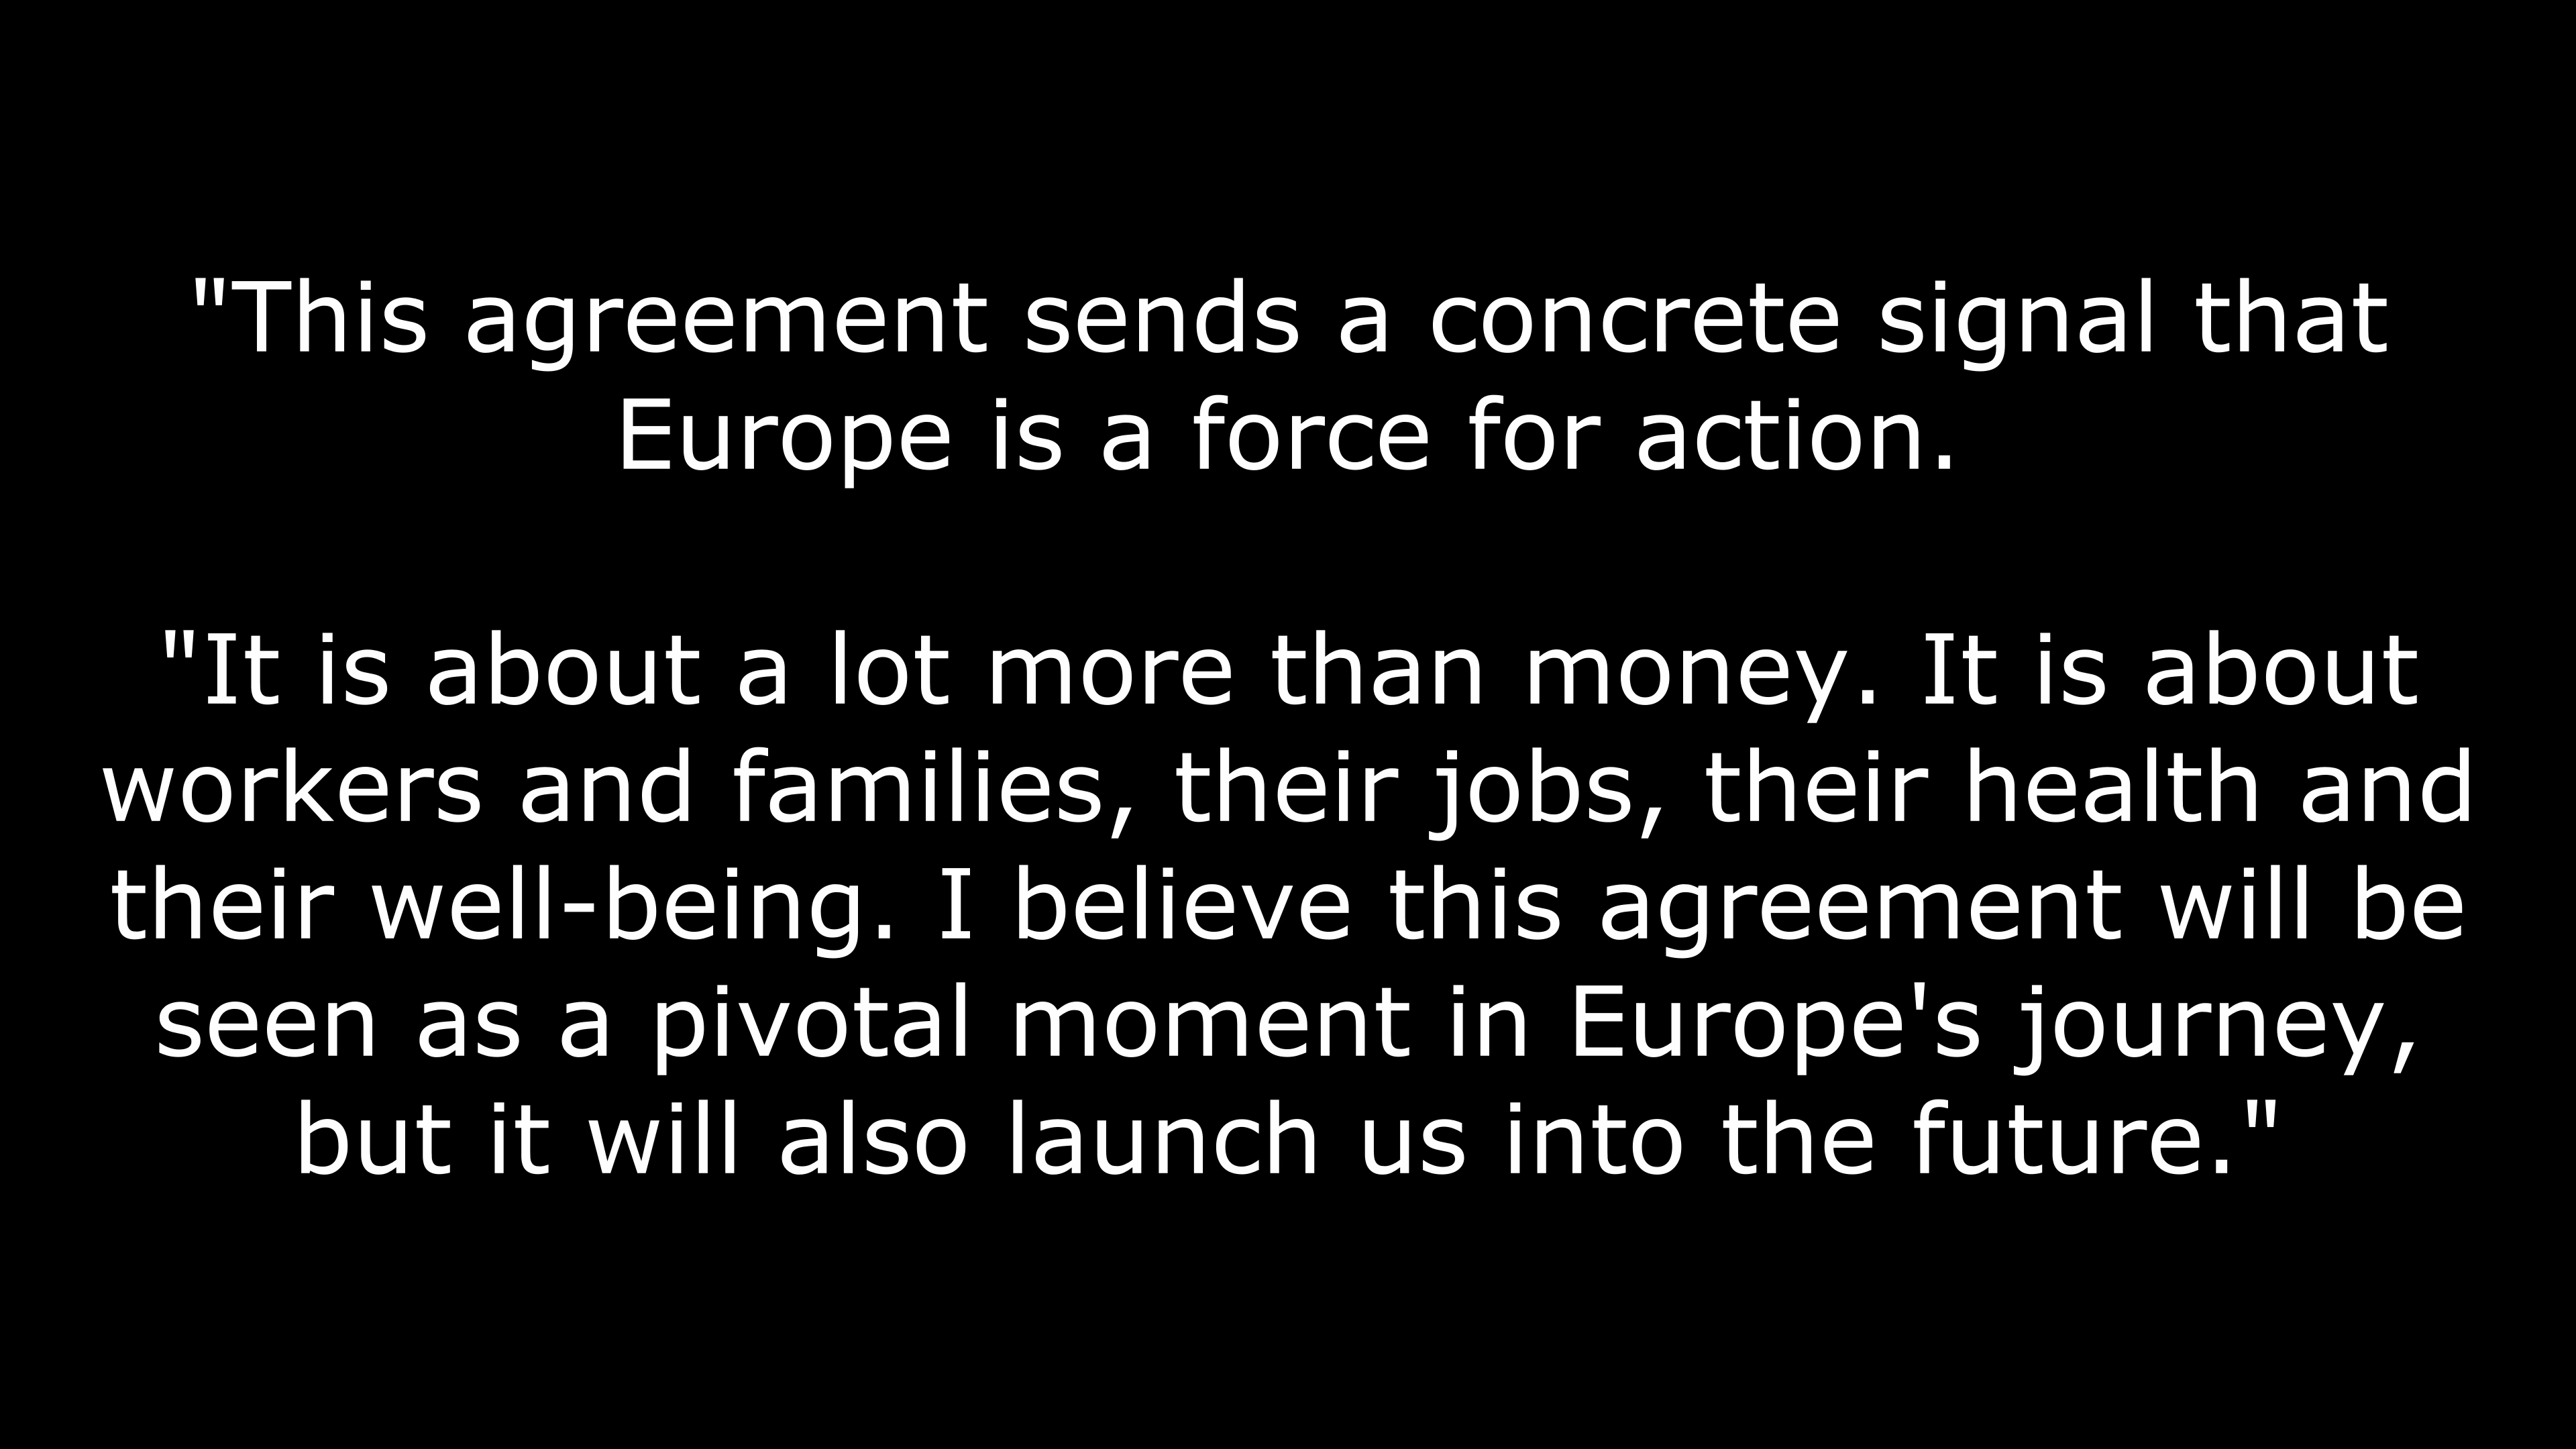 "This agreement sends a concrete signal that
Europe is a force for action.
"It is about a lot more than money. It is about
workers and families, their jobs, their health and
their well-being. I believe this agreement will be
seen as a pivotal moment in Europe's journey,
but it will also launch us into the future."